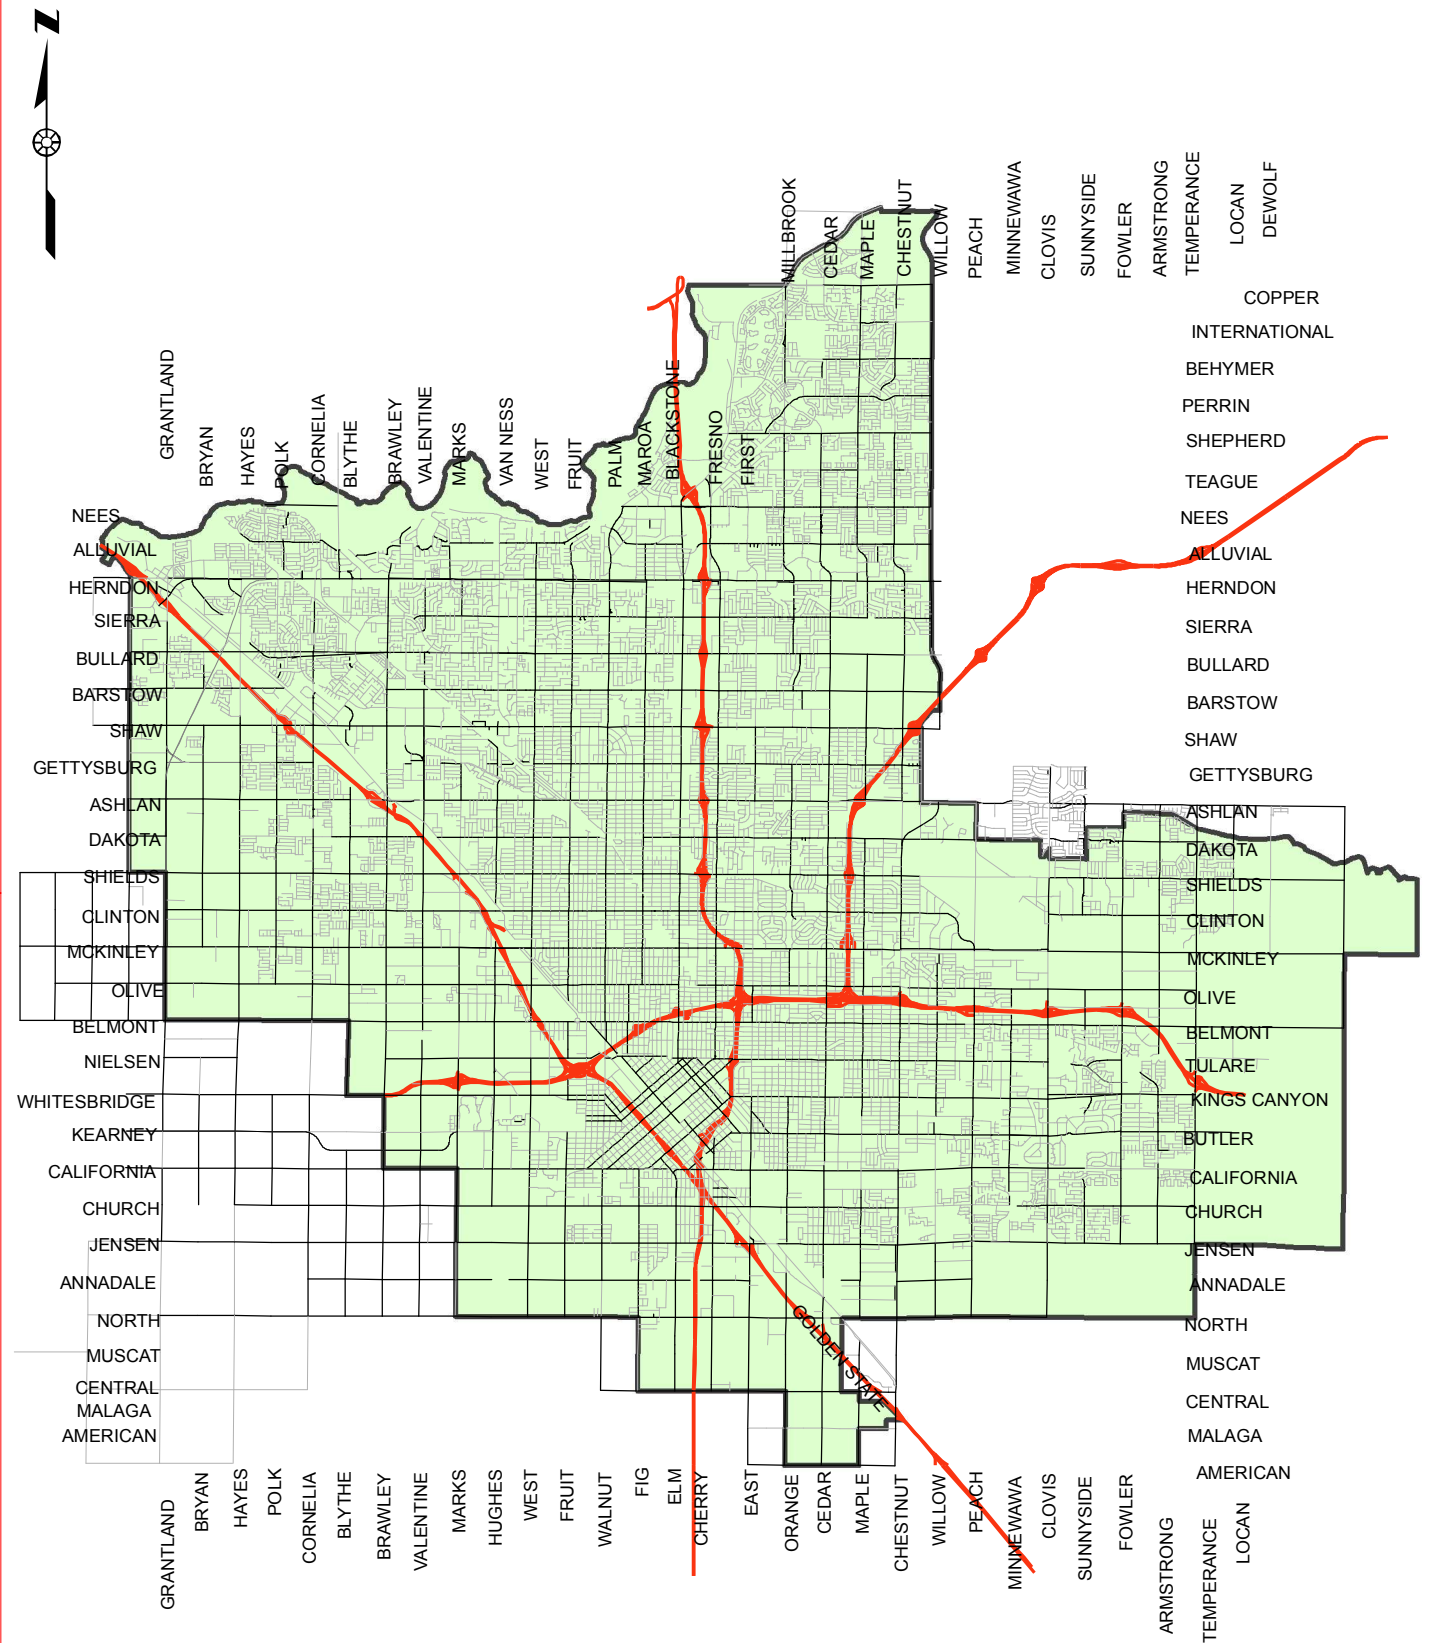 N
MILLBROOK
CEDAR
MAPLE
CHESTNUT
WILLOW
PEACH
MINNEWAWA
CLOVIS
SUNNYSIDE
FOWLER
ARMSTRONG
TEMPERANCE
LOCAN
DEWOLF
GRANTLAND
BRYAN
HAYES
POLK
CORNELIA
BLYTHE
BRAWLEY
VALENTINE
MARKS
VAN NESS
WEST
FRUIT
PALM
MAROA
BLACKSTONE
FRESNO
FIRST
COPPER
INTERNATIONAL
BEHYMER
PERRIN
SHEPHERD
TEAGUE
NEES
ALLUVIAL
HERNDON
SIERRA
BULLARD
BARSTOW
SHAW
GETTYSBURG
ASHLAN
DAKOTA
SHIELDS
CLINTON
MCKINLEY
OLIVE
BELMONT
TULARE
KINGS CANYON
BUTLER
CALIFORNIA
CHURCH
JENSEN
ANNADALE
NORTH
MUSCAT
CENTRAL
MALAGA
AMERICAN
NEES
ALLUVIAL
HERNDON
SIERRA
BULLARD
BARSTOW
SHAW
GETTYSBURG
ASHLAN
DAKOTA
SHIELDS
CLINTON
MCKINLEY
OLIVE
BELMONT
NIELSEN
WHITESBRIDGE
KEARNEY
CALIFORNIA
CHURCH
JENSEN
ANNADALE
NORTH
MUSCAT
CENTRAL
MALAGA
AMERICAN
GOLDEN STATE
GRANTLAND
BRYAN
HAYES
POLK
CORNELIA
BLYTHE
BRAWLEY
VALENTINE
MARKS
HUGHES
WEST
FRUIT
WALNUT
FIG
ELM
CHERRY
EAST
ORANGE
CEDAR
MAPLE
CHESTNUT
WILLOW
PEACH
MINNEWAWA
CLOVIS
SUNNYSIDE
FOWLER
ARMSTRONG
TEMPERANCE
LOCAN